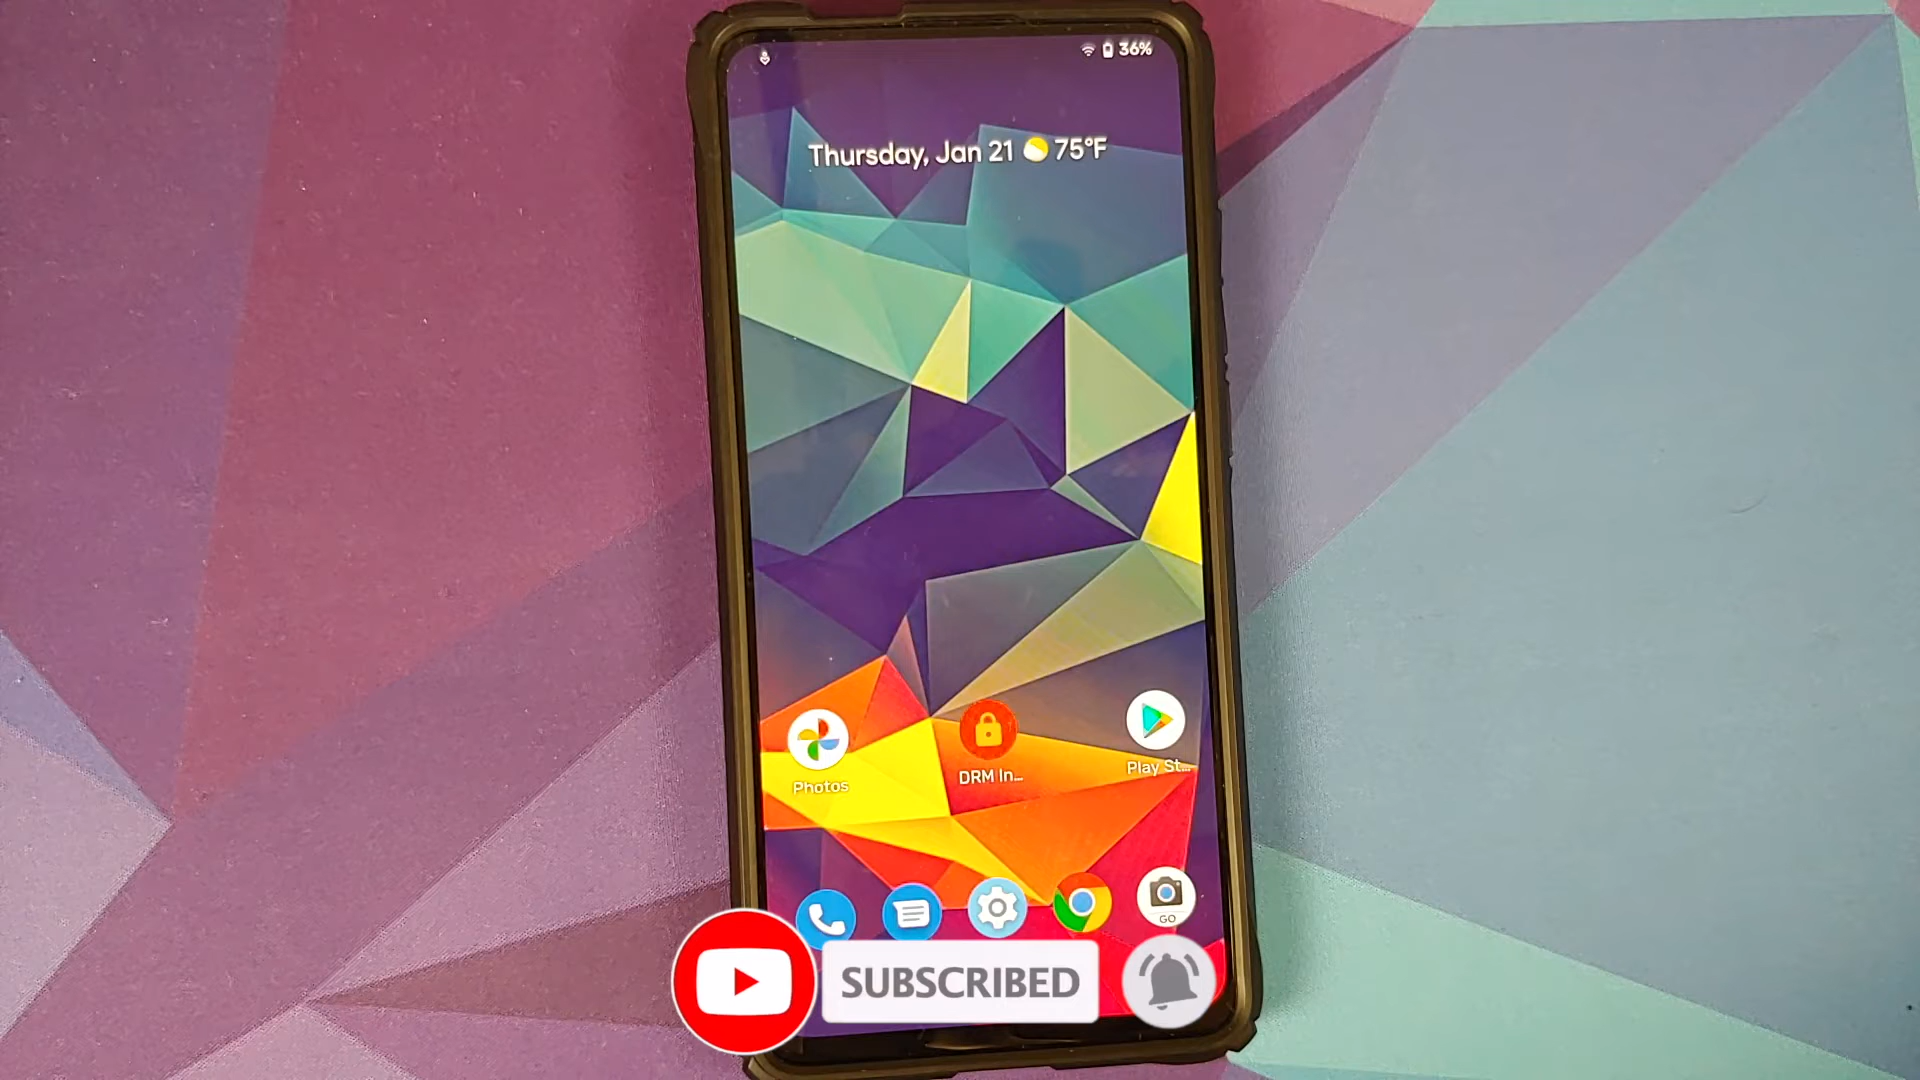 36%
Thursday, Jan 21 75°F
Photos
DRM In...
Play St...
GO
SUBSCRIBED